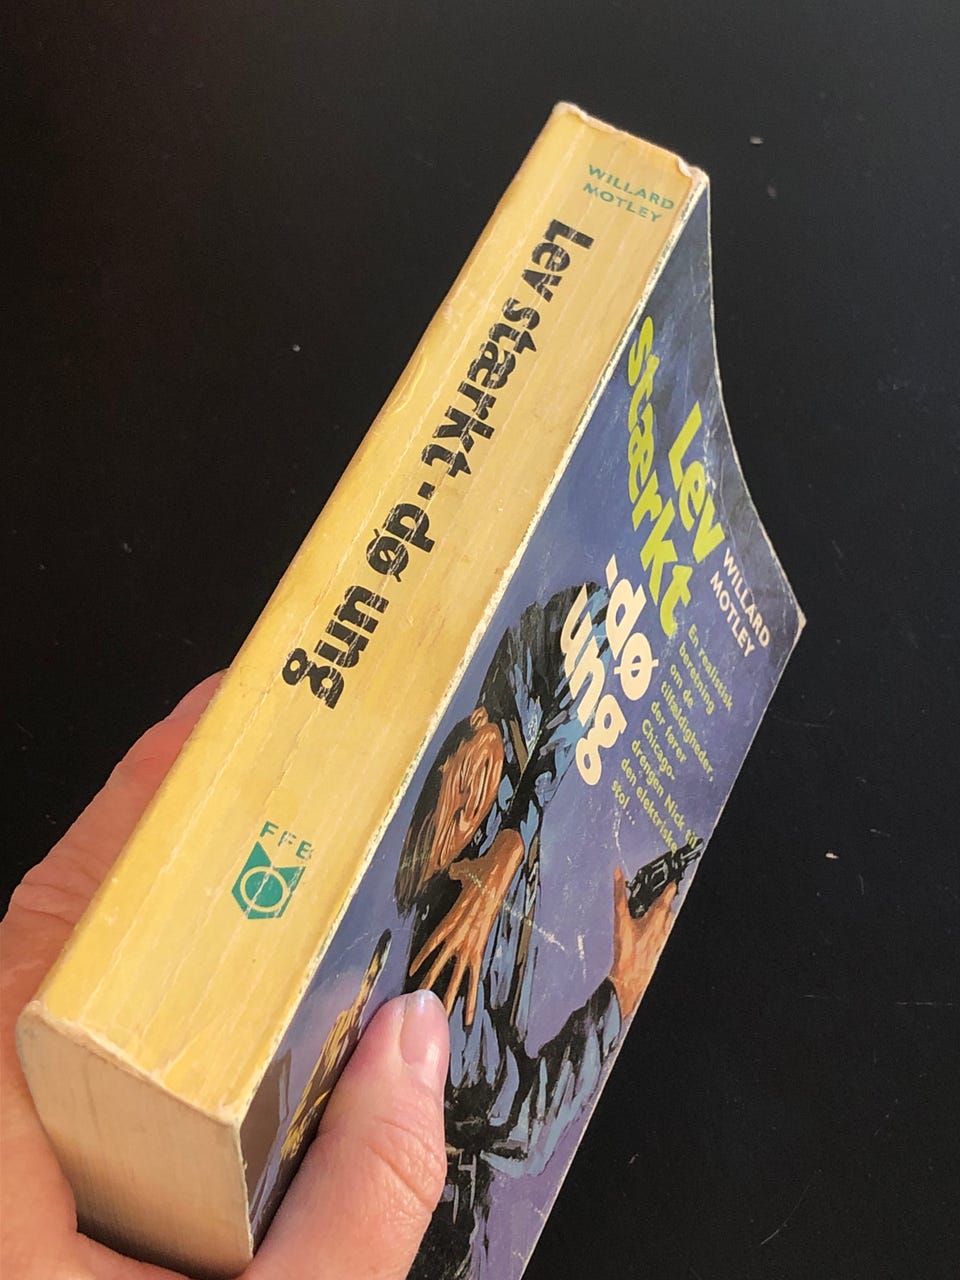 WILLARD
MOTLEY
Lev stærkt · dø ung
FFB
Lev
stærkt
·dø
ung
WILLARD
MOTLEY
En realistisk
beretning
om de
tilfældigheder,
der fører
Chicago-
drengen Nick til
den elektriske
stol...